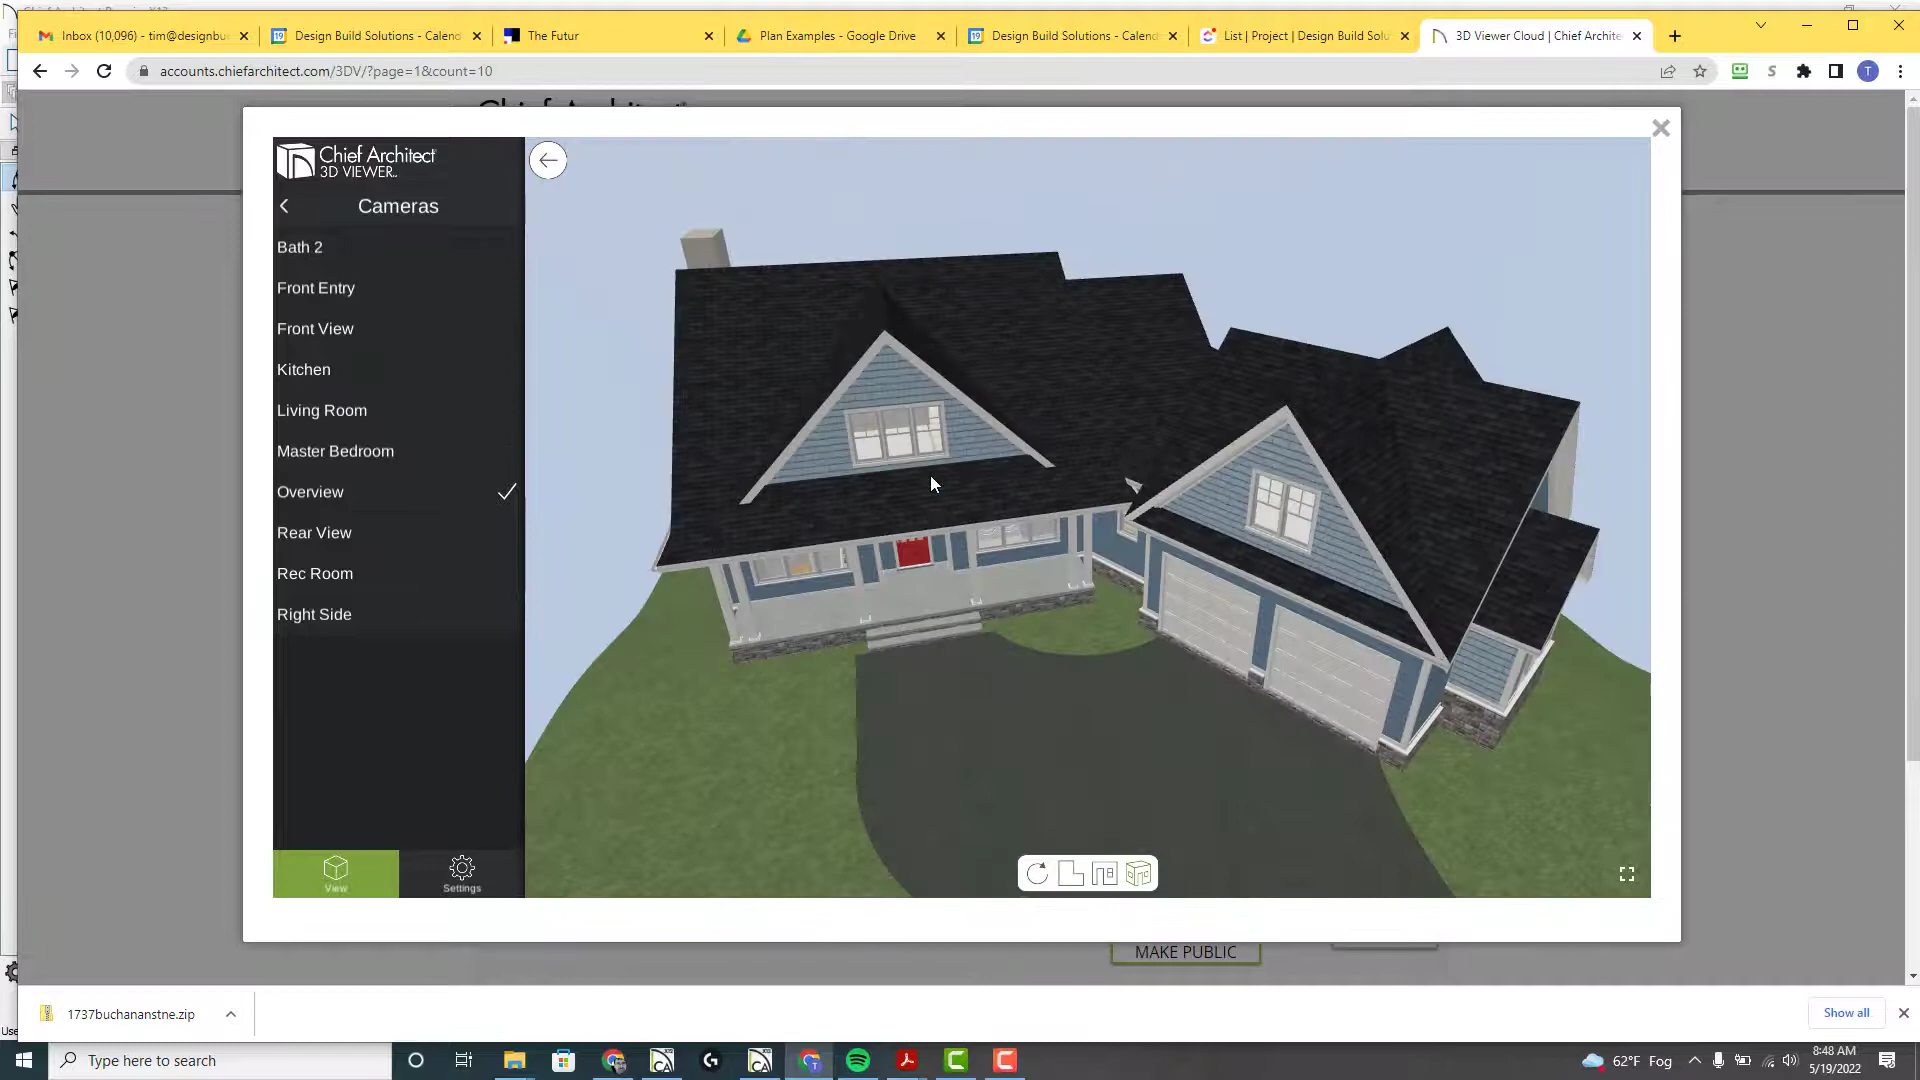 Inbox (10,096) - tim@designbu
Design Build Solutions - Calend
The Futur
Plan Examples - Google Drive
Design Build Solutions - Calend
List | Project | Design Build Solu
3D Viewer Cloud | Chief Archite
accounts.chiefarchitect.com/3DV/?page=1&count=10
T
Chief Architect
3D VIEWER
Cameras
Bath 2
Front Entry
Front View
Kitchen
Living Room
Master Bedroom
Overview
Rear View
Rec Room
Right Side
View
Settings
MAKE PUBLIC
1737buchananstne.zip
Show all
Use
Type here to search
62°F Fog
8:48 AM
5/19/2022